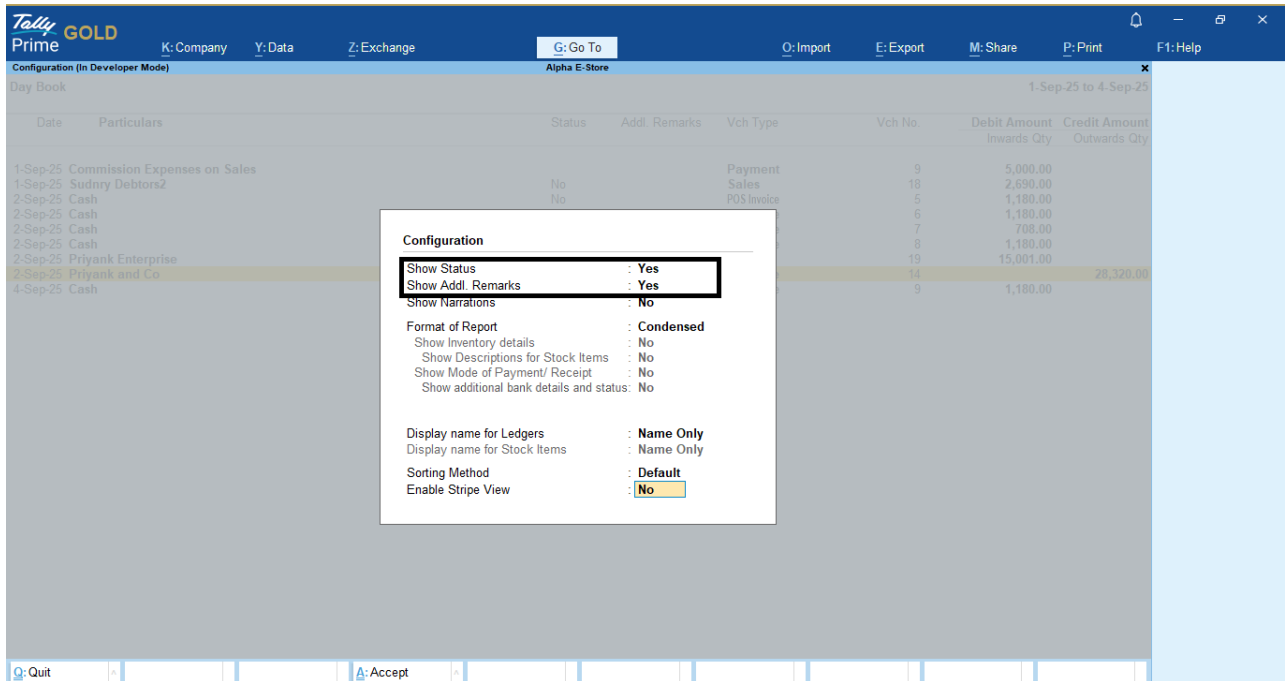 Tally
Prime GOLD
K: Company Y: Data Z: Exchange G: Go To O: Import E: Export M: Share P: Print F1: Help
Configuration (In Developer Mode) Alpha E-Store
Day Book 1-Sep-25 to 4-Sep-25
Date Particulars Status Addl. Remarks Vch Type Vch No. Debit Amount Credit Amount
Inwards Qty Outwards Qty
1-Sep-25 Commission Expenses on Sales Payment 9 5,000.00
1-Sep-25 Sudnry Debtors2 No Sales 18 2,690.00
2-Sep-25 Cash No POS Invoice 5 1,180.00
2-Sep-25 Cash 6 1,180.00
2-Sep-25 Cash 7 708.00
2-Sep-25 Cash 8 1,180.00
2-Sep-25 Priyank Enterprise 19 15,001.00
2-Sep-25 Priyank and Co 14 28,320.00
4-Sep-25 Cash 9 1,180.00
Configuration
Show Status : Yes
Show Addl. Remarks : Yes
Show Narrations : No
Format of Report : Condensed
Show Inventory details : No
Show Descriptions for Stock Items : No
Show Mode of Payment/ Receipt : No
Show additional bank details and status: No
Display name for Ledgers : Name Only
Display name for Stock Items : Name Only
Sorting Method : Default
Enable Stripe View : No
Q: Quit A: Accept